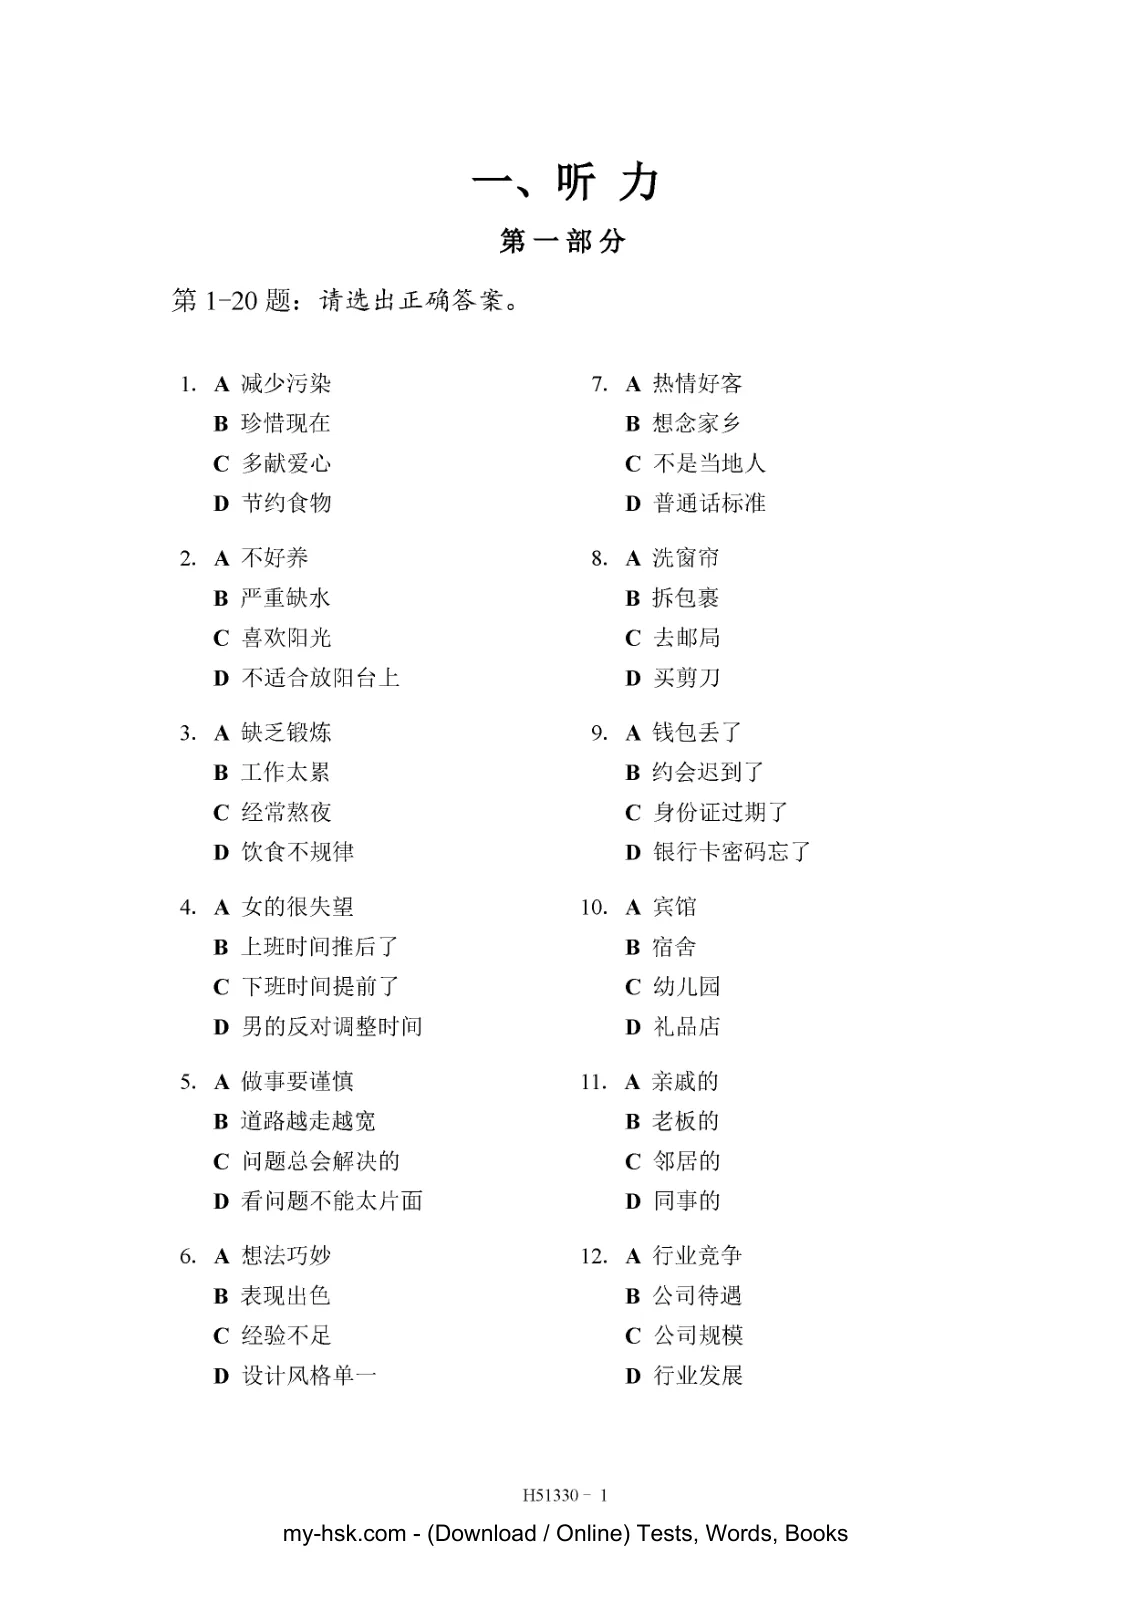 一、听 力
第 一 部 分
第 1-20 题：请选出正确答案。
1. A 减少污染
B 珍惜现在
C 多献爱心
D 节约食物
2. A 不好养
B 严重缺水
C 喜欢阳光
D 不适合放阳台上
3. A 缺乏锻炼
B 工作太累
C 经常熬夜
D 饮食不规律
4. A 女的很失望
B 上班时间推后了
C 下班时间提前了
D 男的反对调整时间
5. A 做事要谨慎
B 道路越走越宽
C 问题总会解决的
D 看问题不能太片面
6. A 想法巧妙
B 表现出色
C 经验不足
D 设计风格单一
7. A 热情好客
B 想念家乡
C 不是当地人
D 普通话标准
8. A 洗窗帘
B 拆包裹
C 去邮局
D 买剪刀
9. A 钱包丢了
B 约会迟到了
C 身份证过期了
D 银行卡密码忘了
10. A 宾馆
B 宿舍
C 幼儿园
D 礼品店
11. A 亲戚的
B 老板的
C 邻居的
D 同事的
12. A 行业竞争
B 公司待遇
C 公司规模
D 行业发展
H51330 - 1
my-hsk.com - (Download / Online) Tests, Words, Books